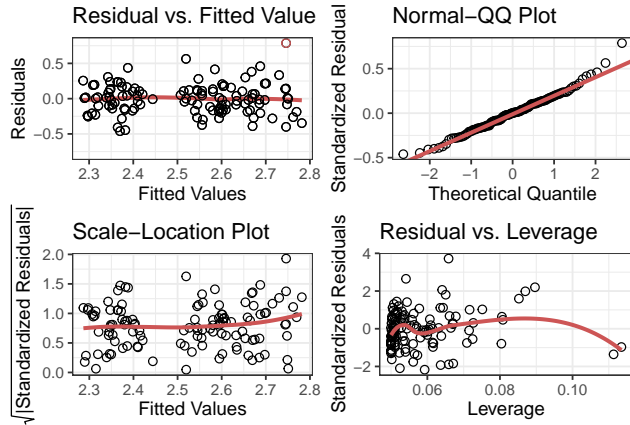 Residual vs. Fitted Value
Residuals
0.5
0.0
−0.5
2.3 2.4 2.5 2.6 2.7 2.8
Fitted Values
Normal−QQ Plot
Standardized Residual
0.5
0.0
−0.5
−2 −1 0 1 2
Theoretical Quantile
Scale−Location Plot
√|Standardized Residuals|
2.0
1.5
1.0
0.5
0.0
2.3 2.4 2.5 2.6 2.7 2.8
Fitted Values
Residual vs. Leverage
Standardized Residuals
4
2
0
−2
0.06 0.08 0.10
Leverage